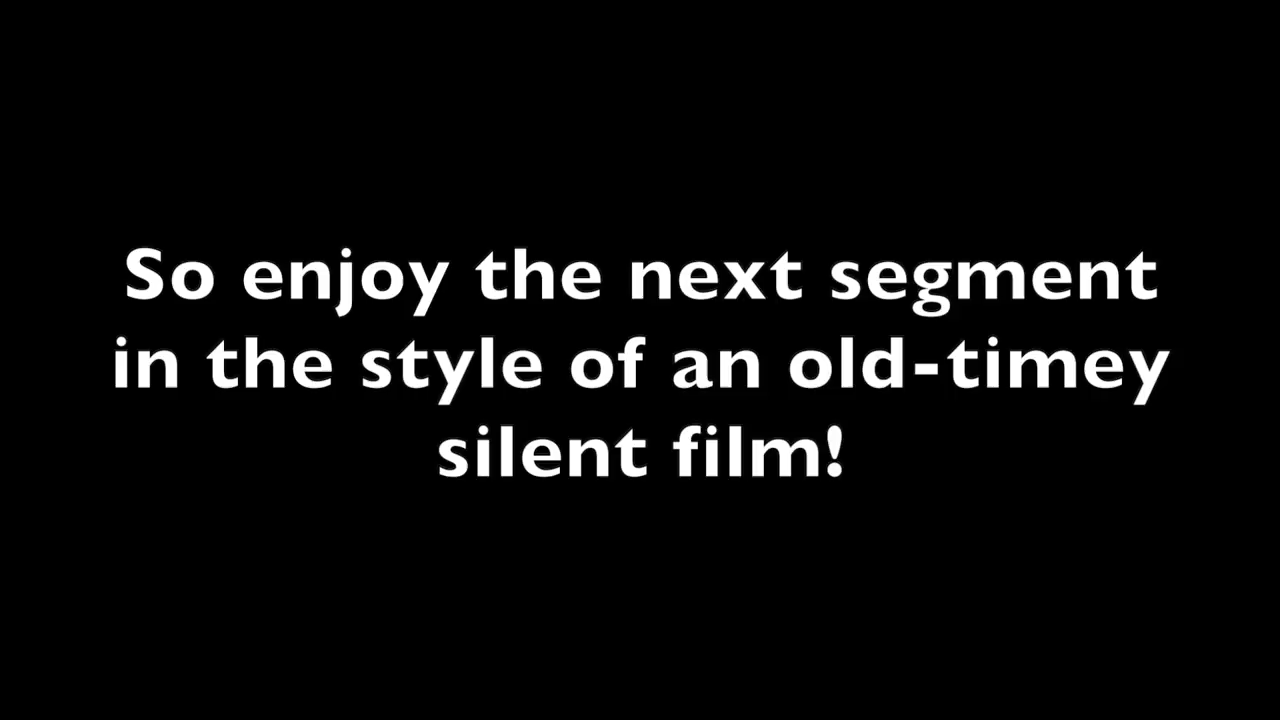 So enjoy the next segment
in the style of an old-timey
silent film!